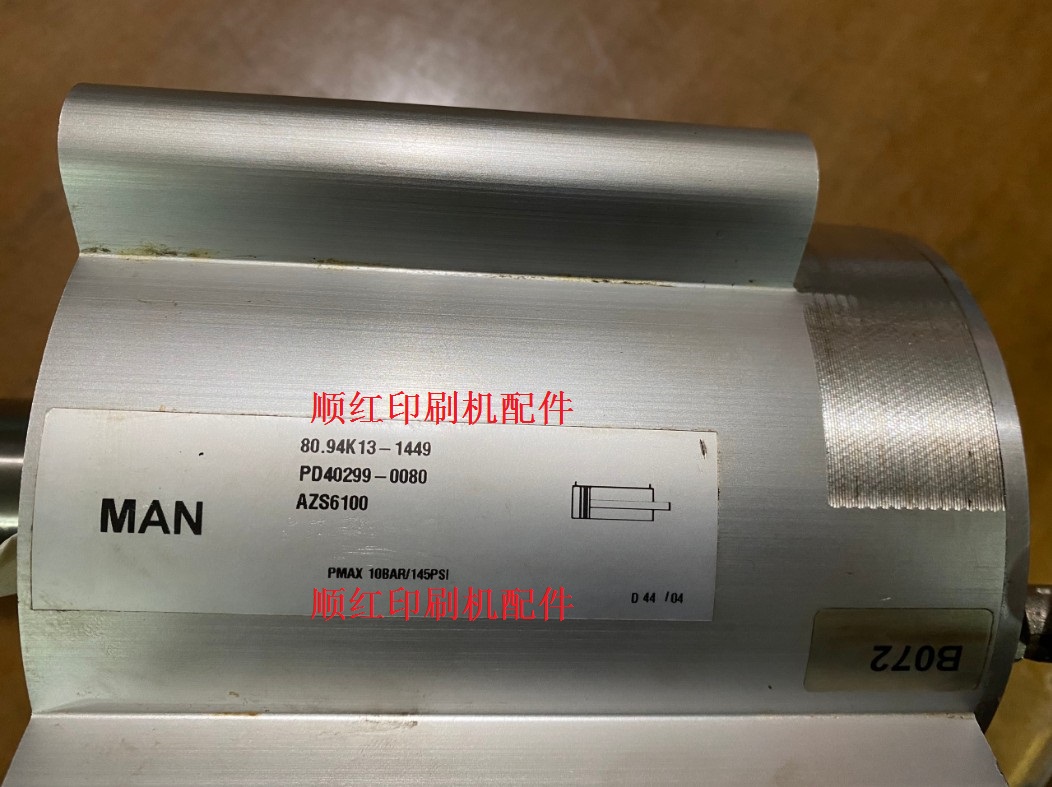 顺红印刷机配件
80.94K13-1449
PD40299-0080
AZS6100
MAN
PMAX 10BAR/145PSI
顺红印刷机配件
D 44 /04
B072